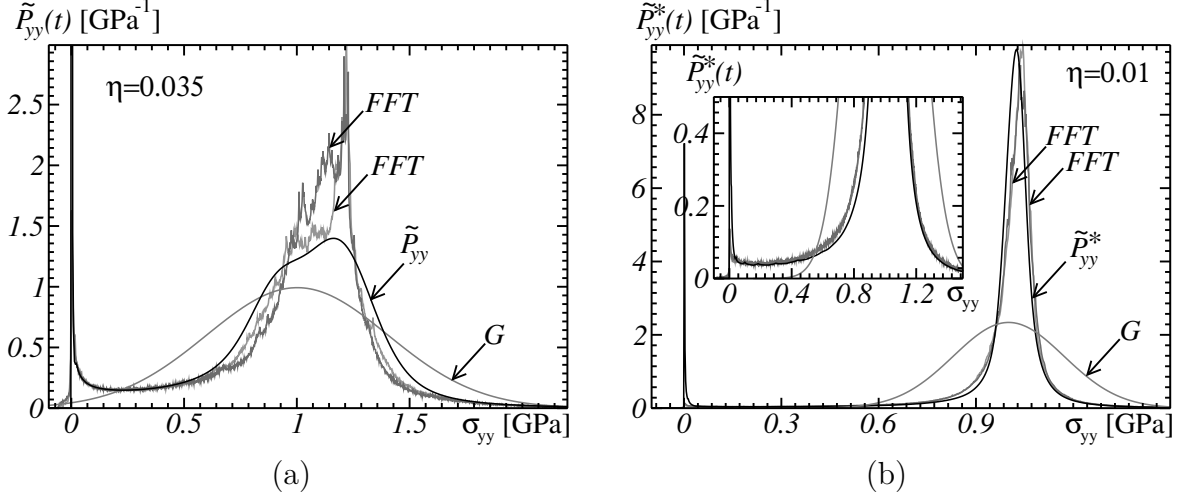 P̃yy(t) [GPa-1]
η=0.035
2.5
2
1.5
1
0.5
0
FFT
FFT
P̃yy
G
0 0.5 1 1.5 σyy [GPa]
(a)
P̃*yy(t) [GPa-1]
η=0.01
8
6
4
2
0
P̃*yy(t)
0.4
0.2
0
0 0.4 0.8 1.2 σyy
FFT
FFT
P̃*yy
G
0 0.3 0.6 0.9 σyy [GPa]
(b)